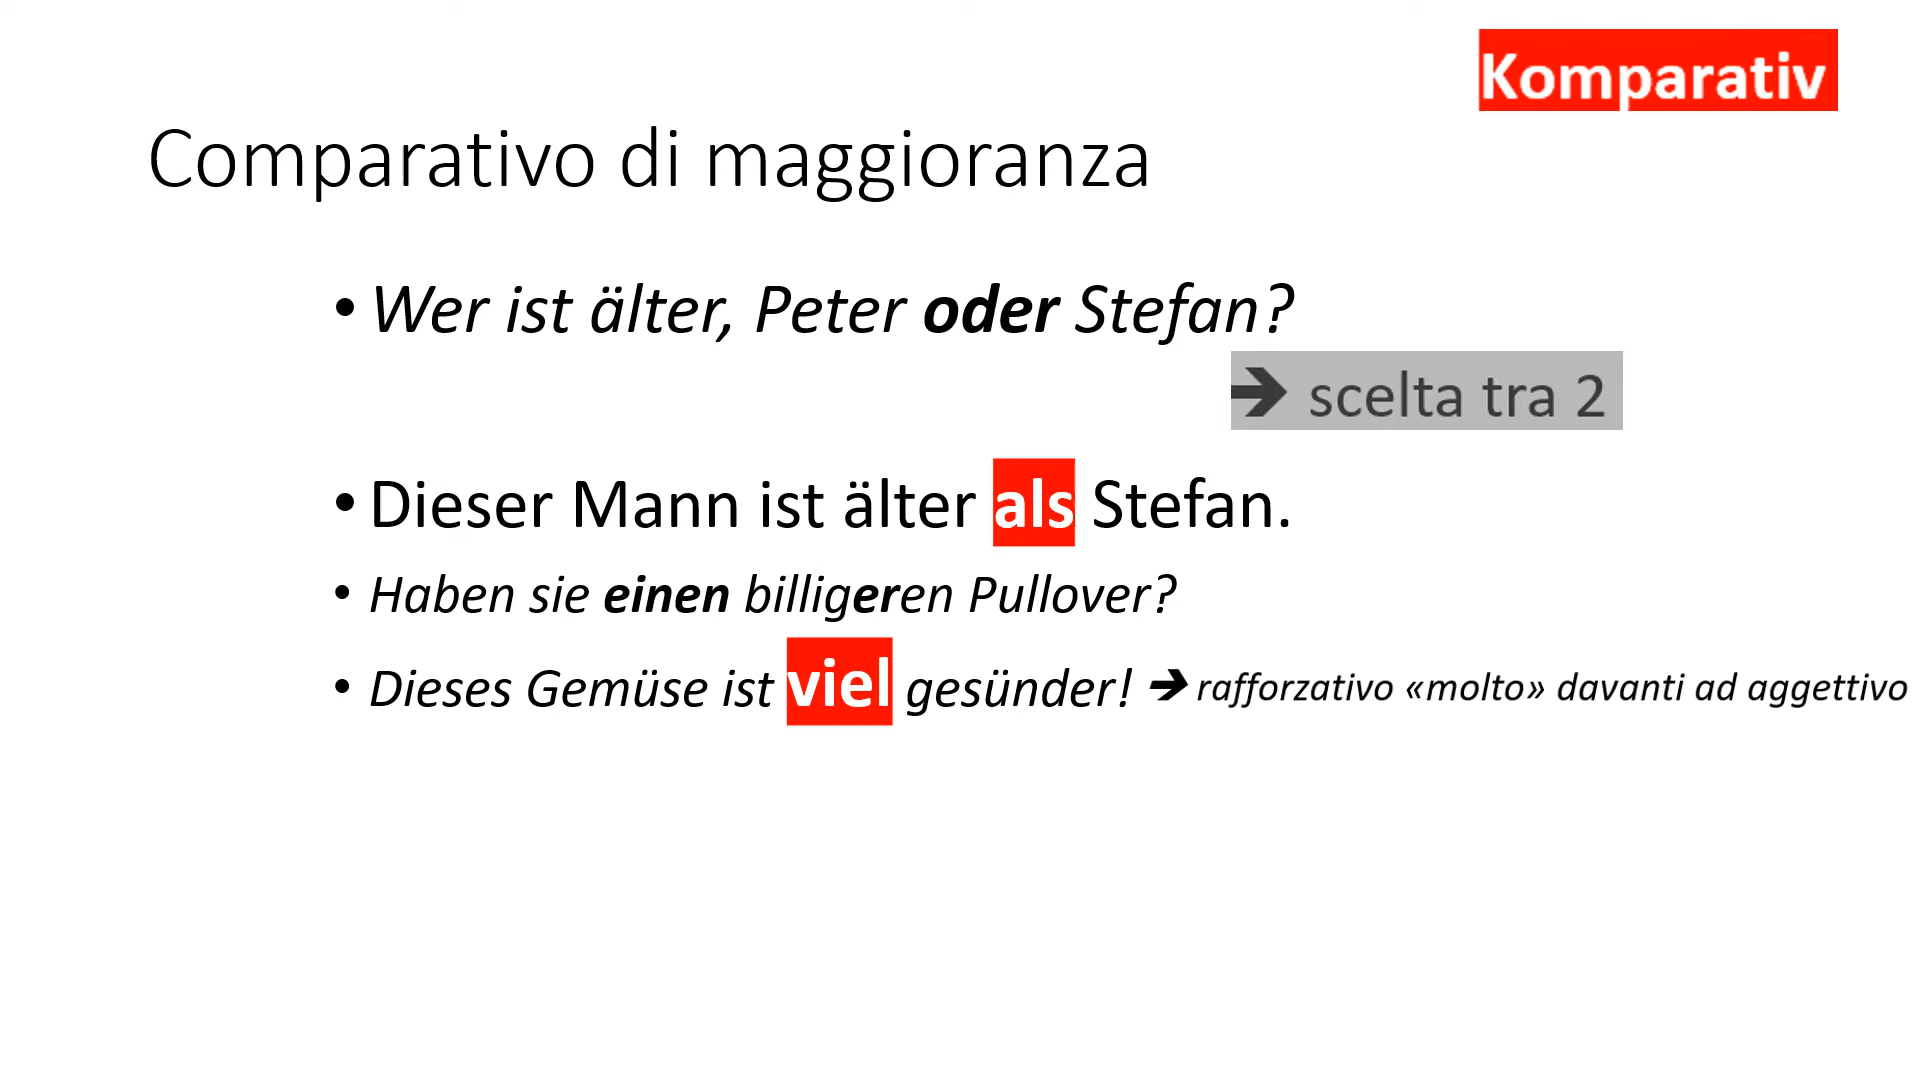 Komparativ
Comparativo di maggioranza
• Wer ist älter, Peter oder Stefan?
➔ scelta tra 2
• Dieser Mann ist älter als Stefan.
• Haben sie einen billigeren Pullover?
• Dieses Gemüse ist viel gesünder! ➔ rafforzativo «molto» davanti ad aggettivo